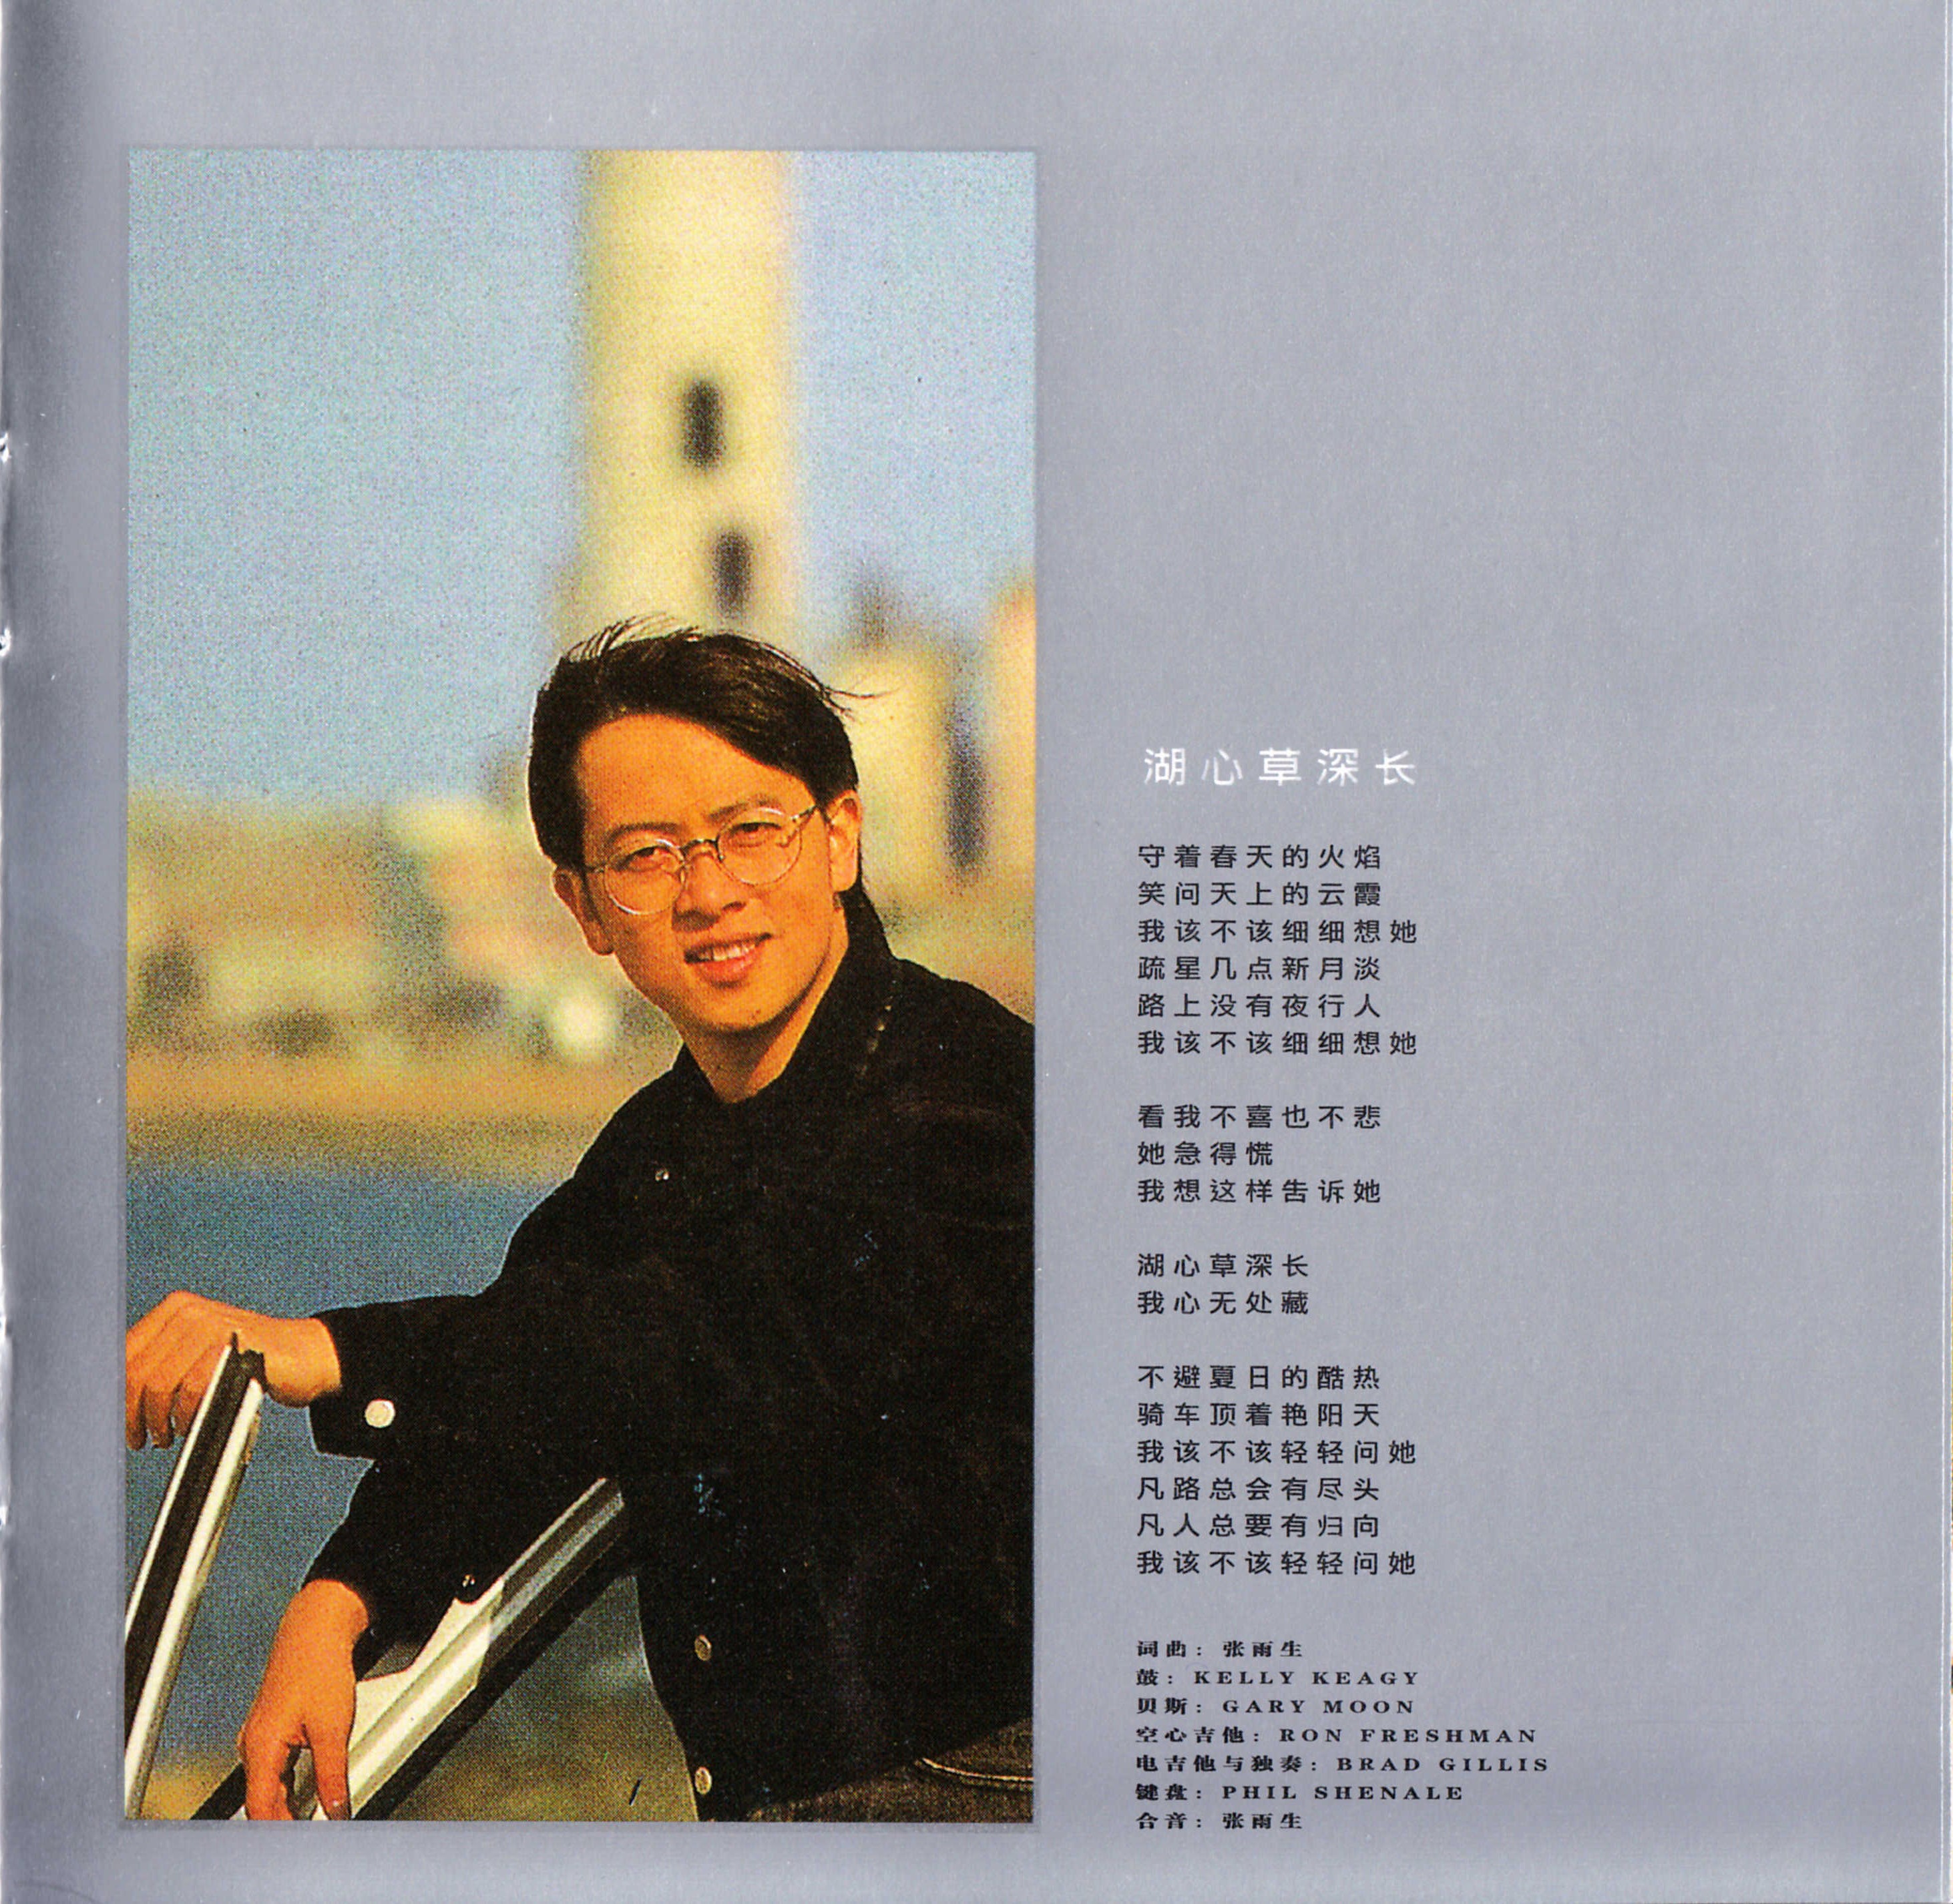 湖心草深长
守着春天的火焰
笑问天上的云霞
我该不该细细想她
疏星几点新月淡
路上没有夜行人
我该不该细细想她
看我不喜也不悲
她急得慌
我想这样告诉她
湖心草深长
我心无处藏
不避夏日的酷热
骑车顶着艳阳天
我该不该轻轻问她
凡路总会有尽头
凡人总要有归向
我该不该轻轻问她
词曲：张雨生
鼓：KELLY KEAGY
贝斯：GARY MOON
空心吉他：RON FRESHMAN
电吉他与独奏：BRAD GILLIS
键盘：PHIL SHENALE
合音：张雨生